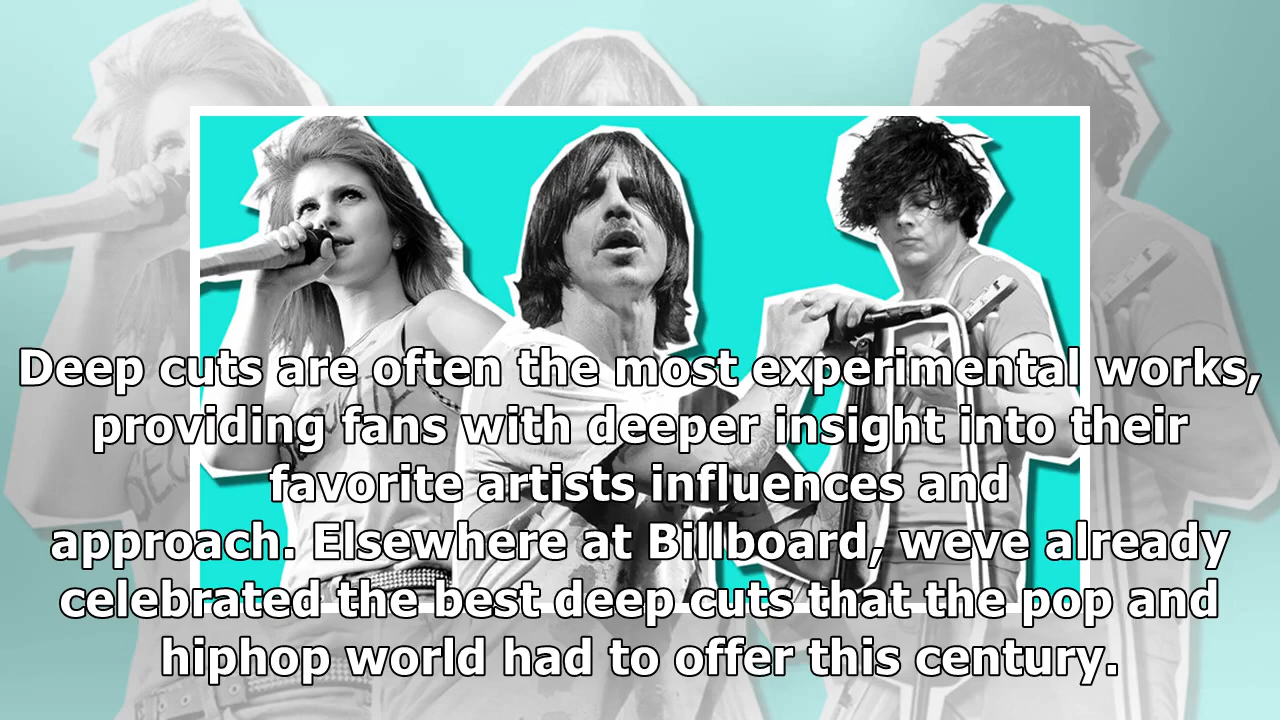 Deep cuts are often the most experimental works,
providing fans with deeper insight into their
favorite artists influences and
approach. Elsewhere at Billboard, weve already
celebrated the best deep cuts that the pop and
hiphop world had to offer this century.